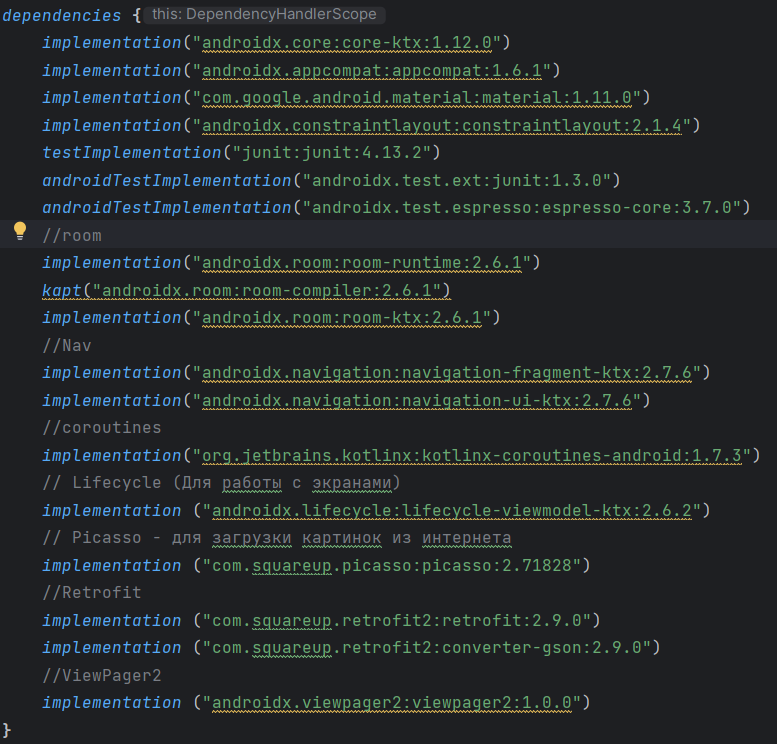 dependencies { this: DependencyHandlerScope
implementation("androidx.core:core-ktx:1.12.0")
implementation("androidx.appcompat:appcompat:1.6.1")
implementation("com.google.android.material:material:1.11.0")
implementation("androidx.constraintlayout:constraintlayout:2.1.4")
testImplementation("junit:junit:4.13.2")
androidTestImplementation("androidx.test.ext:junit:1.3.0")
androidTestImplementation("androidx.test.espresso:espresso-core:3.7.0")
//room
implementation("androidx.room:room-runtime:2.6.1")
kapt("androidx.room:room-compiler:2.6.1")
implementation("androidx.room:room-ktx:2.6.1")
//Nav
implementation("androidx.navigation:navigation-fragment-ktx:2.7.6")
implementation("androidx.navigation:navigation-ui-ktx:2.7.6")
//coroutines
implementation("org.jetbrains.kotlinx:kotlinx-coroutines-android:1.7.3")
// Lifecycle (Для работы с экранами)
implementation ("androidx.lifecycle:lifecycle-viewmodel-ktx:2.6.2")
// Picasso - для загрузки картинок из интернета
implementation ("com.squareup.picasso:picasso:2.71828")
//Retrofit
implementation ("com.squareup.retrofit2:retrofit:2.9.0")
implementation ("com.squareup.retrofit2:converter-gson:2.9.0")
//ViewPager2
implementation ("androidx.viewpager2:viewpager2:1.0.0")
}